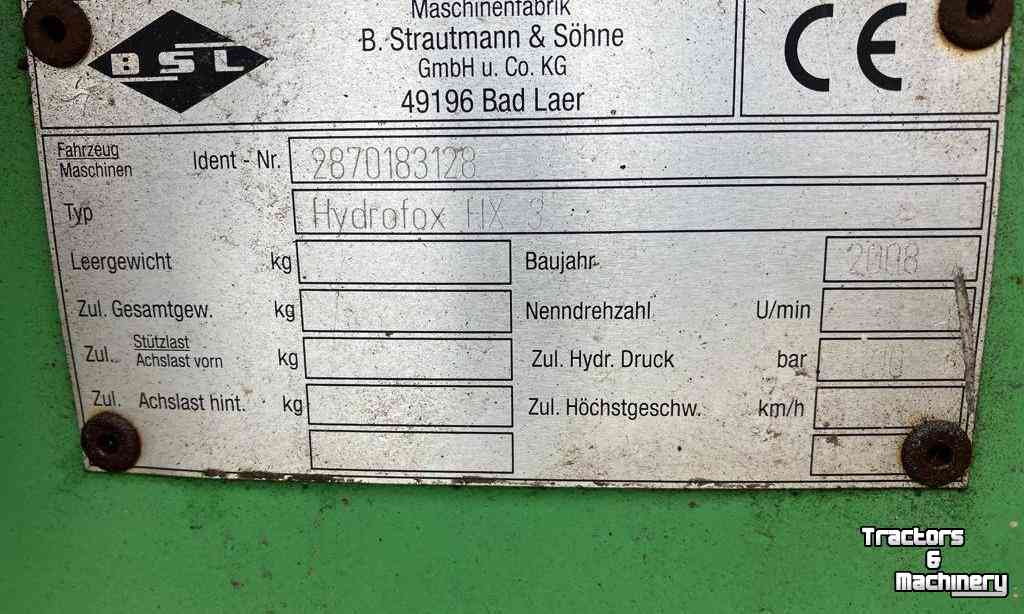 BSL
Maschinenfabrik
B. Strautmann & Söhne
GmbH u. Co. KG
49196 Bad Laer
CE
Fahrzeug
Maschinen
Ident - Nr. 2870183128
Typ Hydrofox HX 3
Leergewicht kg
Baujahr 2008
Zul. Gesamtgew. kg
Nenndrehzahl U/min
Zul. Stützlast
Achslast vorn kg
Zul. Hydr. Druck bar
Zul. Achslast hint. kg
Zul. Höchstgeschw. km/h
Tractors
&
Machinery